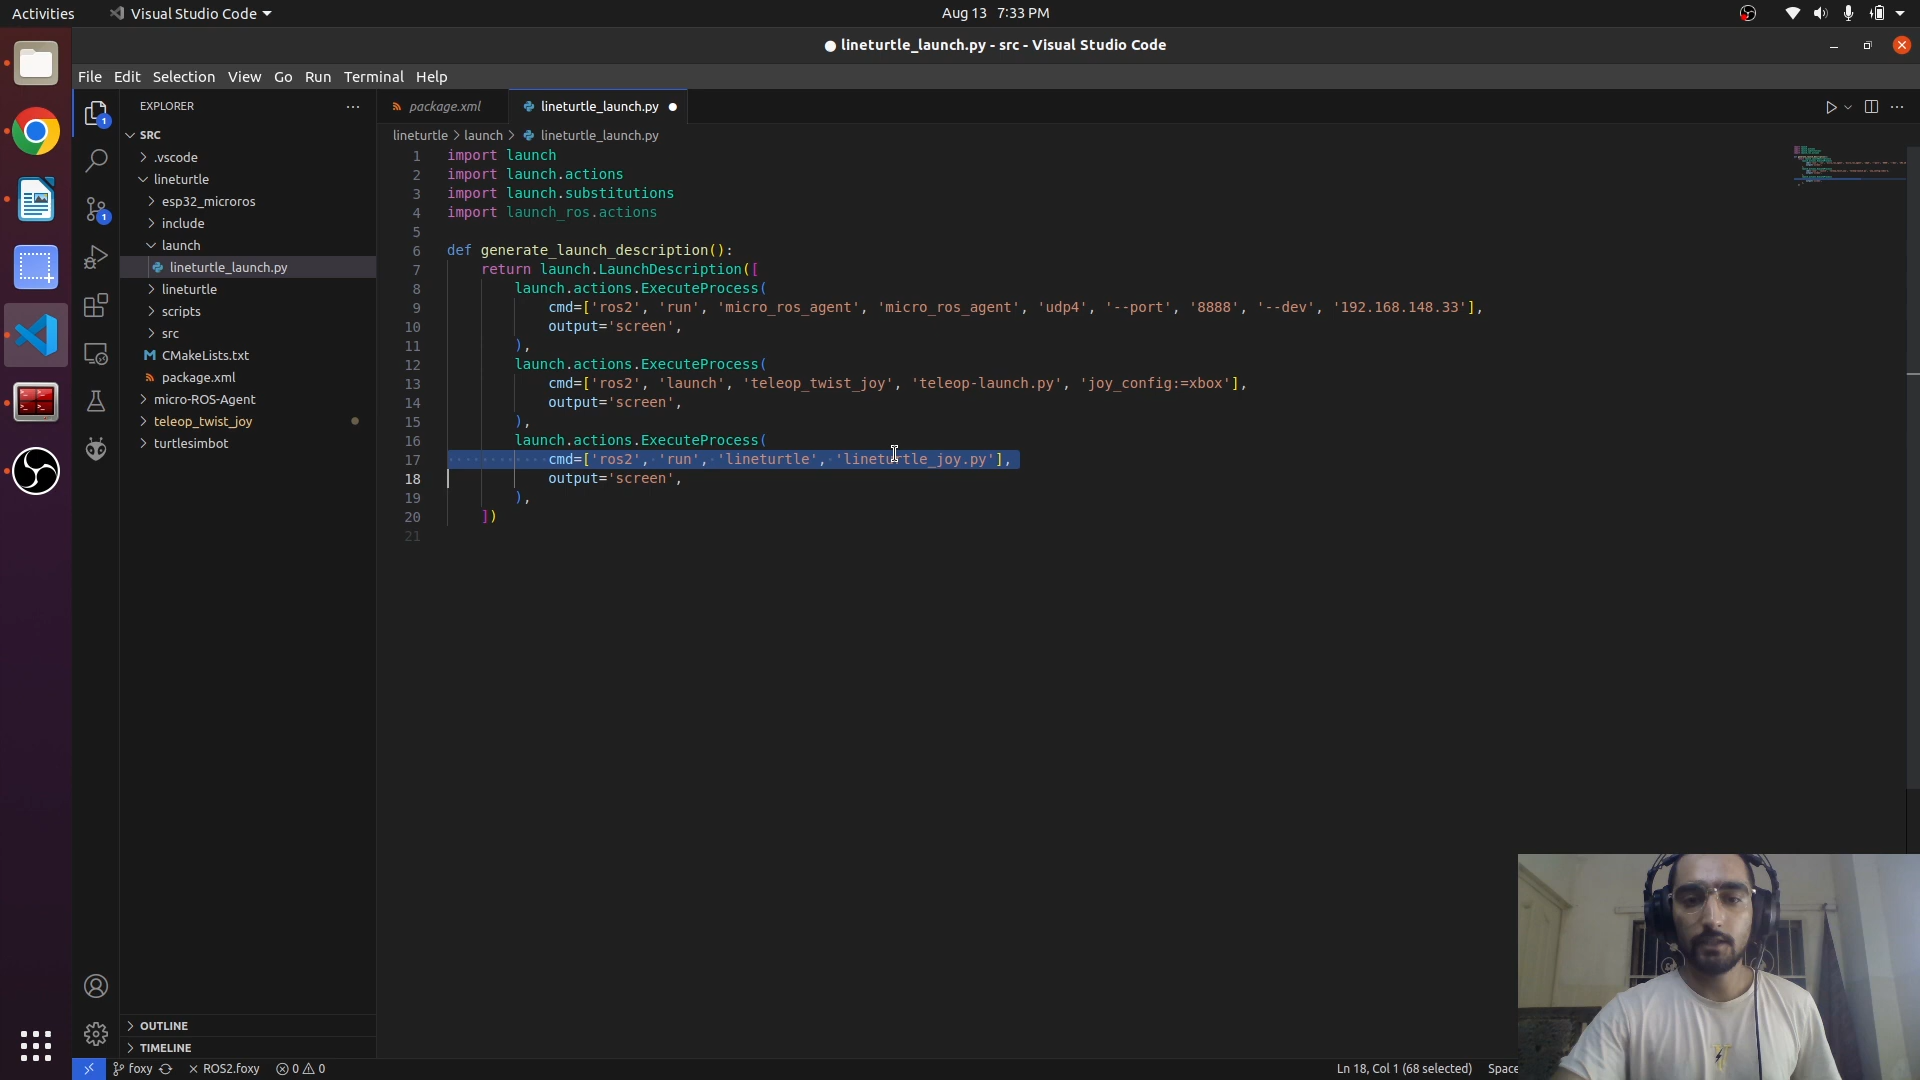 Activities Visual Studio Code Aug 13 7:33 PM
lineturtle_launch.py - src - Visual Studio Code
File Edit Selection View Go Run Terminal Help
EXPLORER
package.xml lineturtle_launch.py
lineturtle > launch > lineturtle_launch.py
SRC
.vscode
lineturtle
esp32_microros
include
launch
lineturtle_launch.py
lineturtle
scripts
src
CMakeLists.txt
package.xml
micro-ROS-Agent
teleop_twist_joy
turtlesimbot
OUTLINE
TIMELINE
1 import launch
2 import launch.actions
3 import launch.substitutions
4 import launch_ros.actions
5
6 def generate_launch_description():
7 return launch.LaunchDescription([
8 launch.actions.ExecuteProcess(
9 cmd=['ros2', 'run', 'micro_ros_agent', 'micro_ros_agent', 'udp4', '--port', '8888', '--dev', '192.168.148.33'],
10 output='screen',
11 ),
12 launch.actions.ExecuteProcess(
13 cmd=['ros2', 'launch', 'teleop_twist_joy', 'teleop-launch.py', 'joy_config:=xbox'],
14 output='screen',
15 ),
16 launch.actions.ExecuteProcess(
17 cmd=['ros2', 'run', 'lineturtle', 'lineturtle_joy.py'],
18 output='screen',
19 ),
20 ])
21
foxy ROS2.foxy 0 0 Ln 18, Col 1 (68 selected) Space